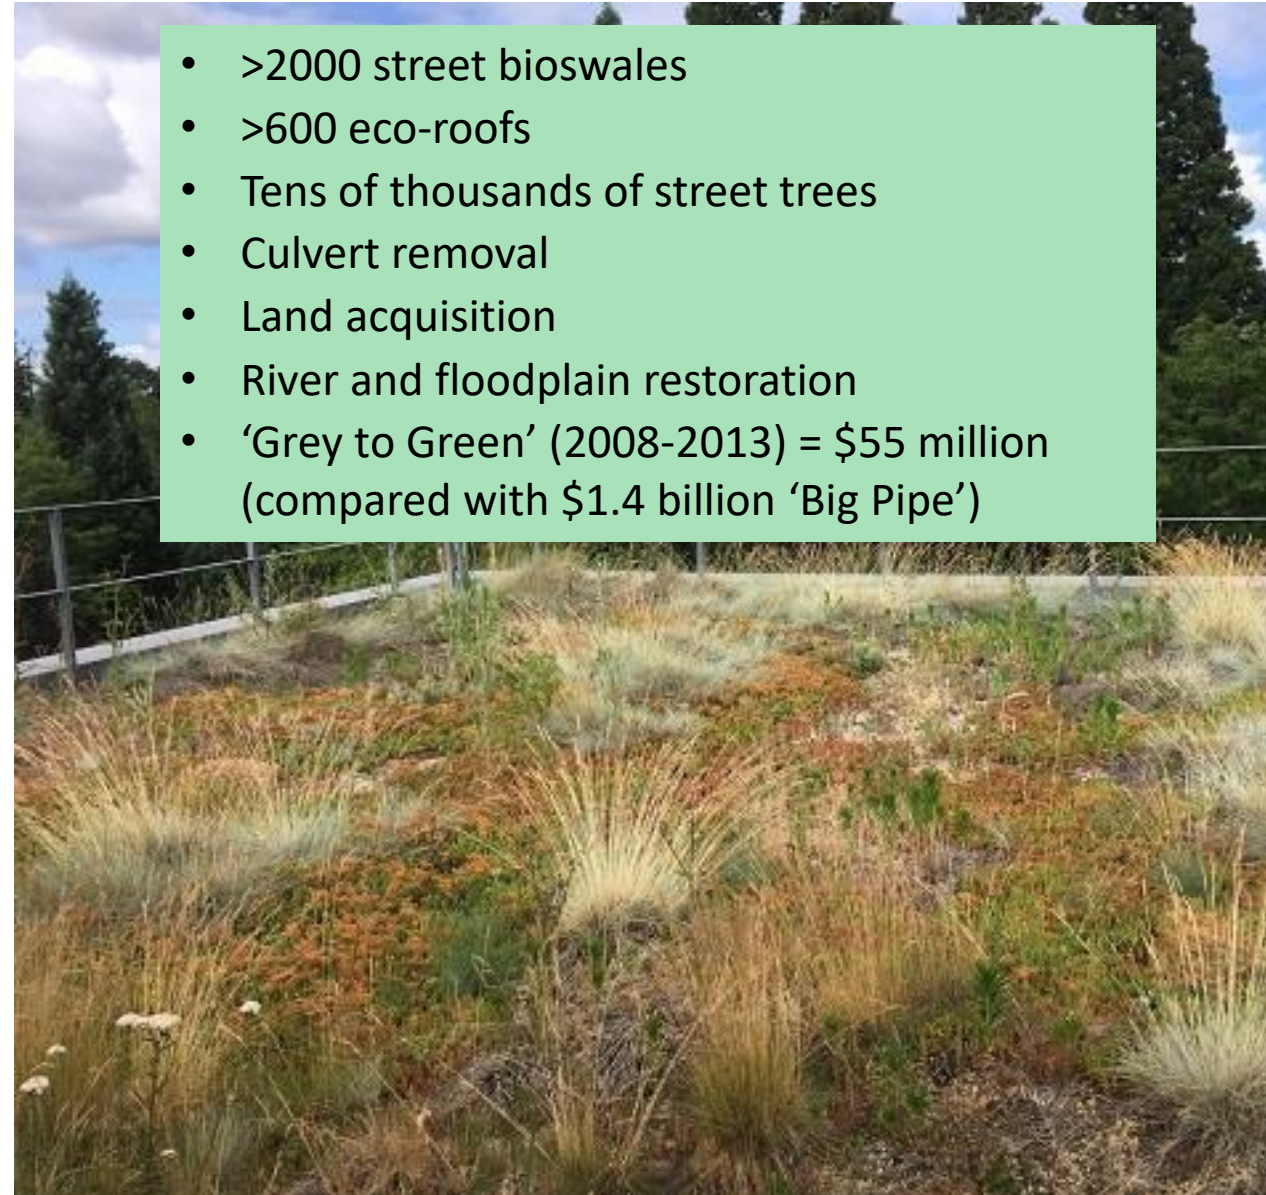 • >2000 street bioswales
• >600 eco-roofs
• Tens of thousands of street trees
• Culvert removal
• Land acquisition
• River and floodplain restoration
• ‘Grey to Green’ (2008-2013) = $55 million
(compared with $1.4 billion ‘Big Pipe’)